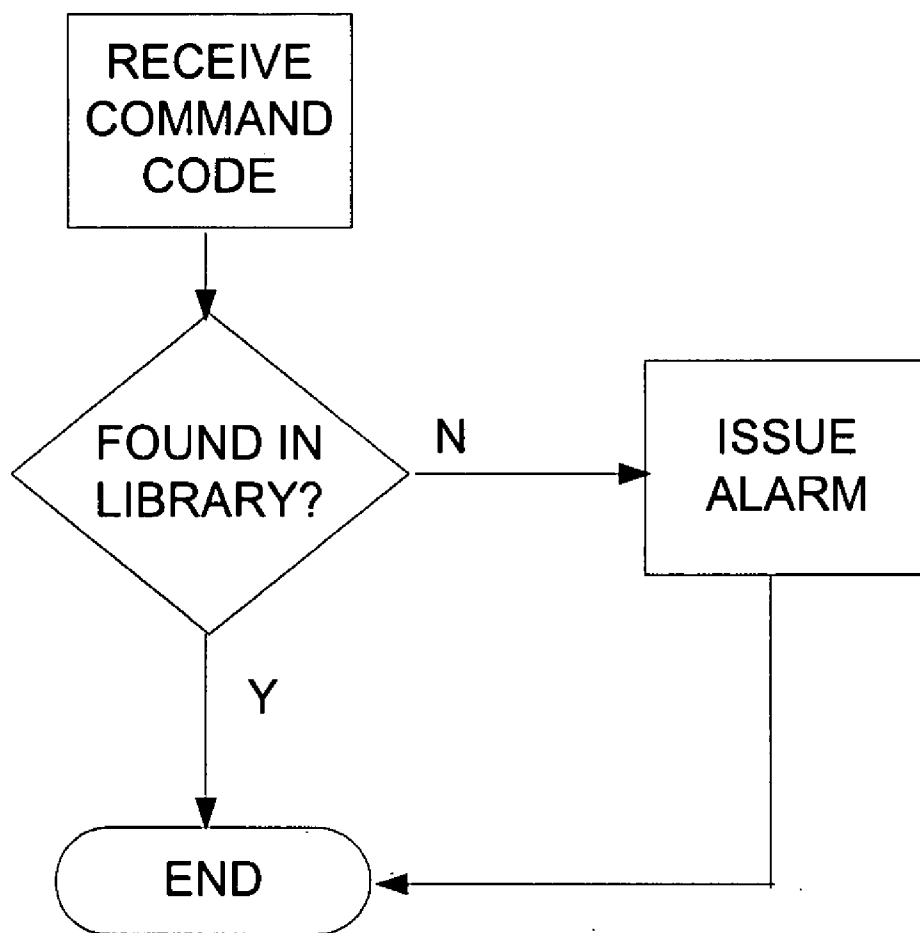 RECEIVE
COMMAND
CODE
FOUND IN
LIBRARY?
N
ISSUE
ALARM
Y
END